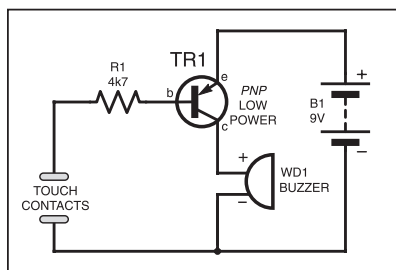 TR1
R1
4k7
b
e
c
PNP
LOW
POWER
B1
9V
+
−
+
−
WD1
BUZZER
TOUCH
CONTACTS